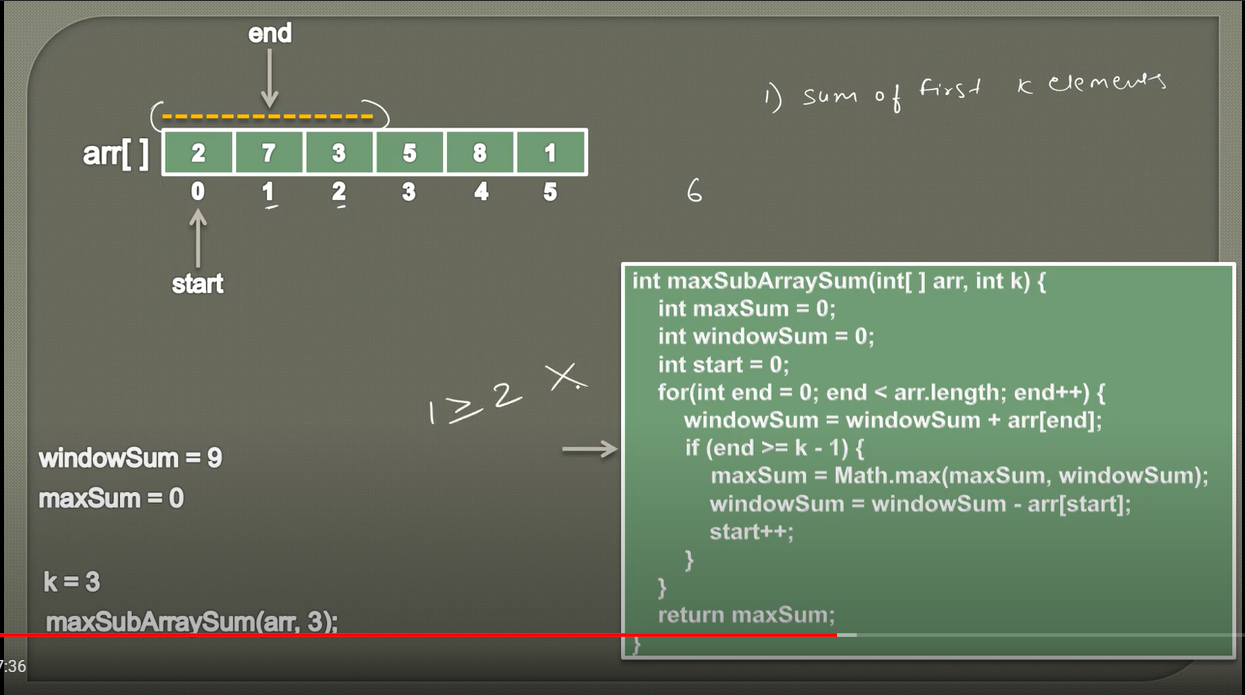 end
1) sum of first k elements
arr[ ] 2 7 3 5 8 1
0 1 2 3 4 5
6
start
int maxSubArraySum(int[ ] arr, int k) {
int maxSum = 0;
int windowSum = 0;
int start = 0;
for(int end = 0; end < arr.length; end++) {
windowSum = windowSum + arr[end];
if (end >= k - 1) {
maxSum = Math.max(maxSum, windowSum);
windowSum = windowSum - arr[start];
start++;
}
}
return maxSum;
}
1 ≥ 2 X
windowSum = 9
maxSum = 0
k = 3
maxSubArraySum(arr, 3);
7:36